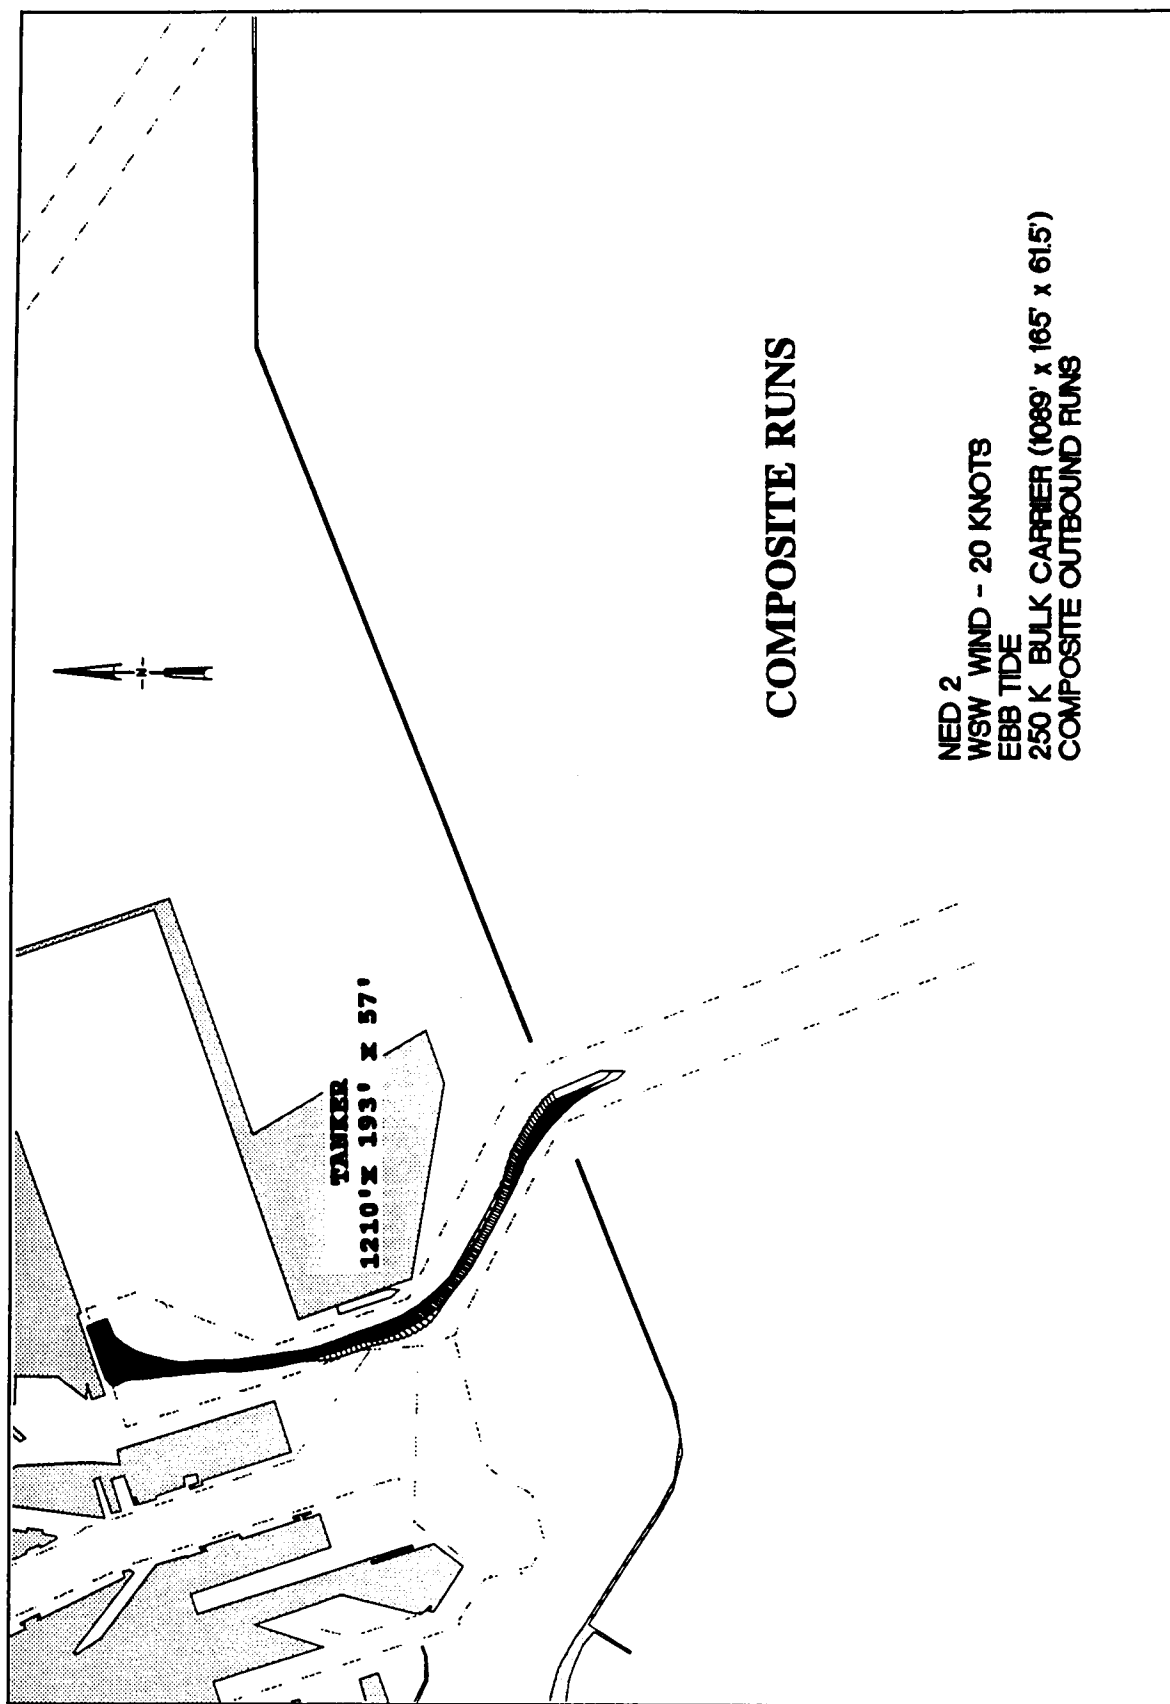 TANKER
1210'X 193' X 57'
-N-
COMPOSITE RUNS
NED 2
WSW WIND - 20 KNOTS
EBB TIDE
250 K BULK CARRIER (1089' x 165' x 61.5')
COMPOSITE OUTBOUND RUNS